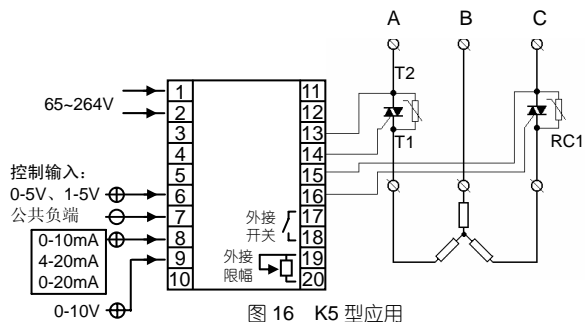 A B C
T2
T1
RC1
65~264V
1 11
2 12
3 13
4 14
5 15
6 16
7 17
8 18
9 19
10 20
控制输入：
0-5V、1-5V
公共负端
0-10mA
4-20mA
0-20mA
0-10V
外接
开关
外接
限幅
图 16 K5 型应用